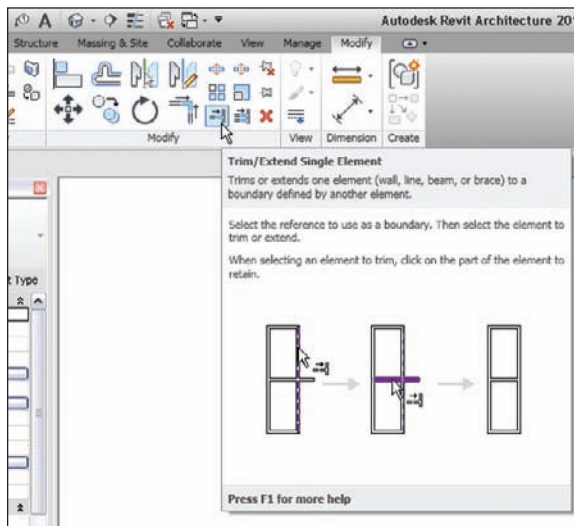 Autodesk Revit Architecture 20
Structure Massing & Site Collaborate View Manage Modify
Modify View Dimension Create
Trim/Extend Single Element
Trims or extends one element (wall, line, beam, or brace) to a
boundary defined by another element.
t Type
Select the reference to use as a boundary. Then select the element to
trim or extend.
When selecting an element to trim, click on the part of the element to
retain.
Press F1 for more help